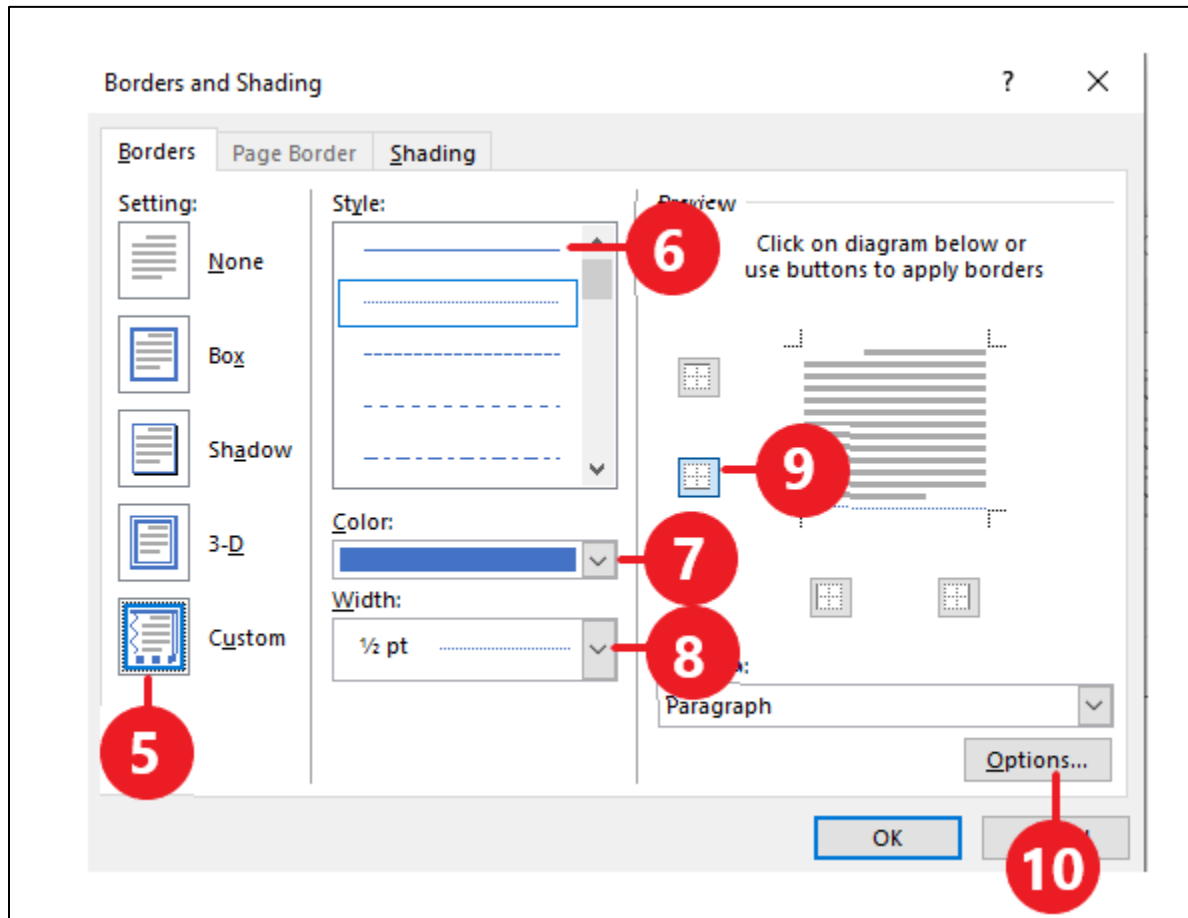 Borders and Shading ? ×
Borders Page Border Shading
Setting:
None
Box
Shadow
3-D
Custom
5
Style:
6
Color:
7
Width:
½ pt
8
Preview
Click on diagram below or
use buttons to apply borders
9
Paragraph
Options...
OK
10